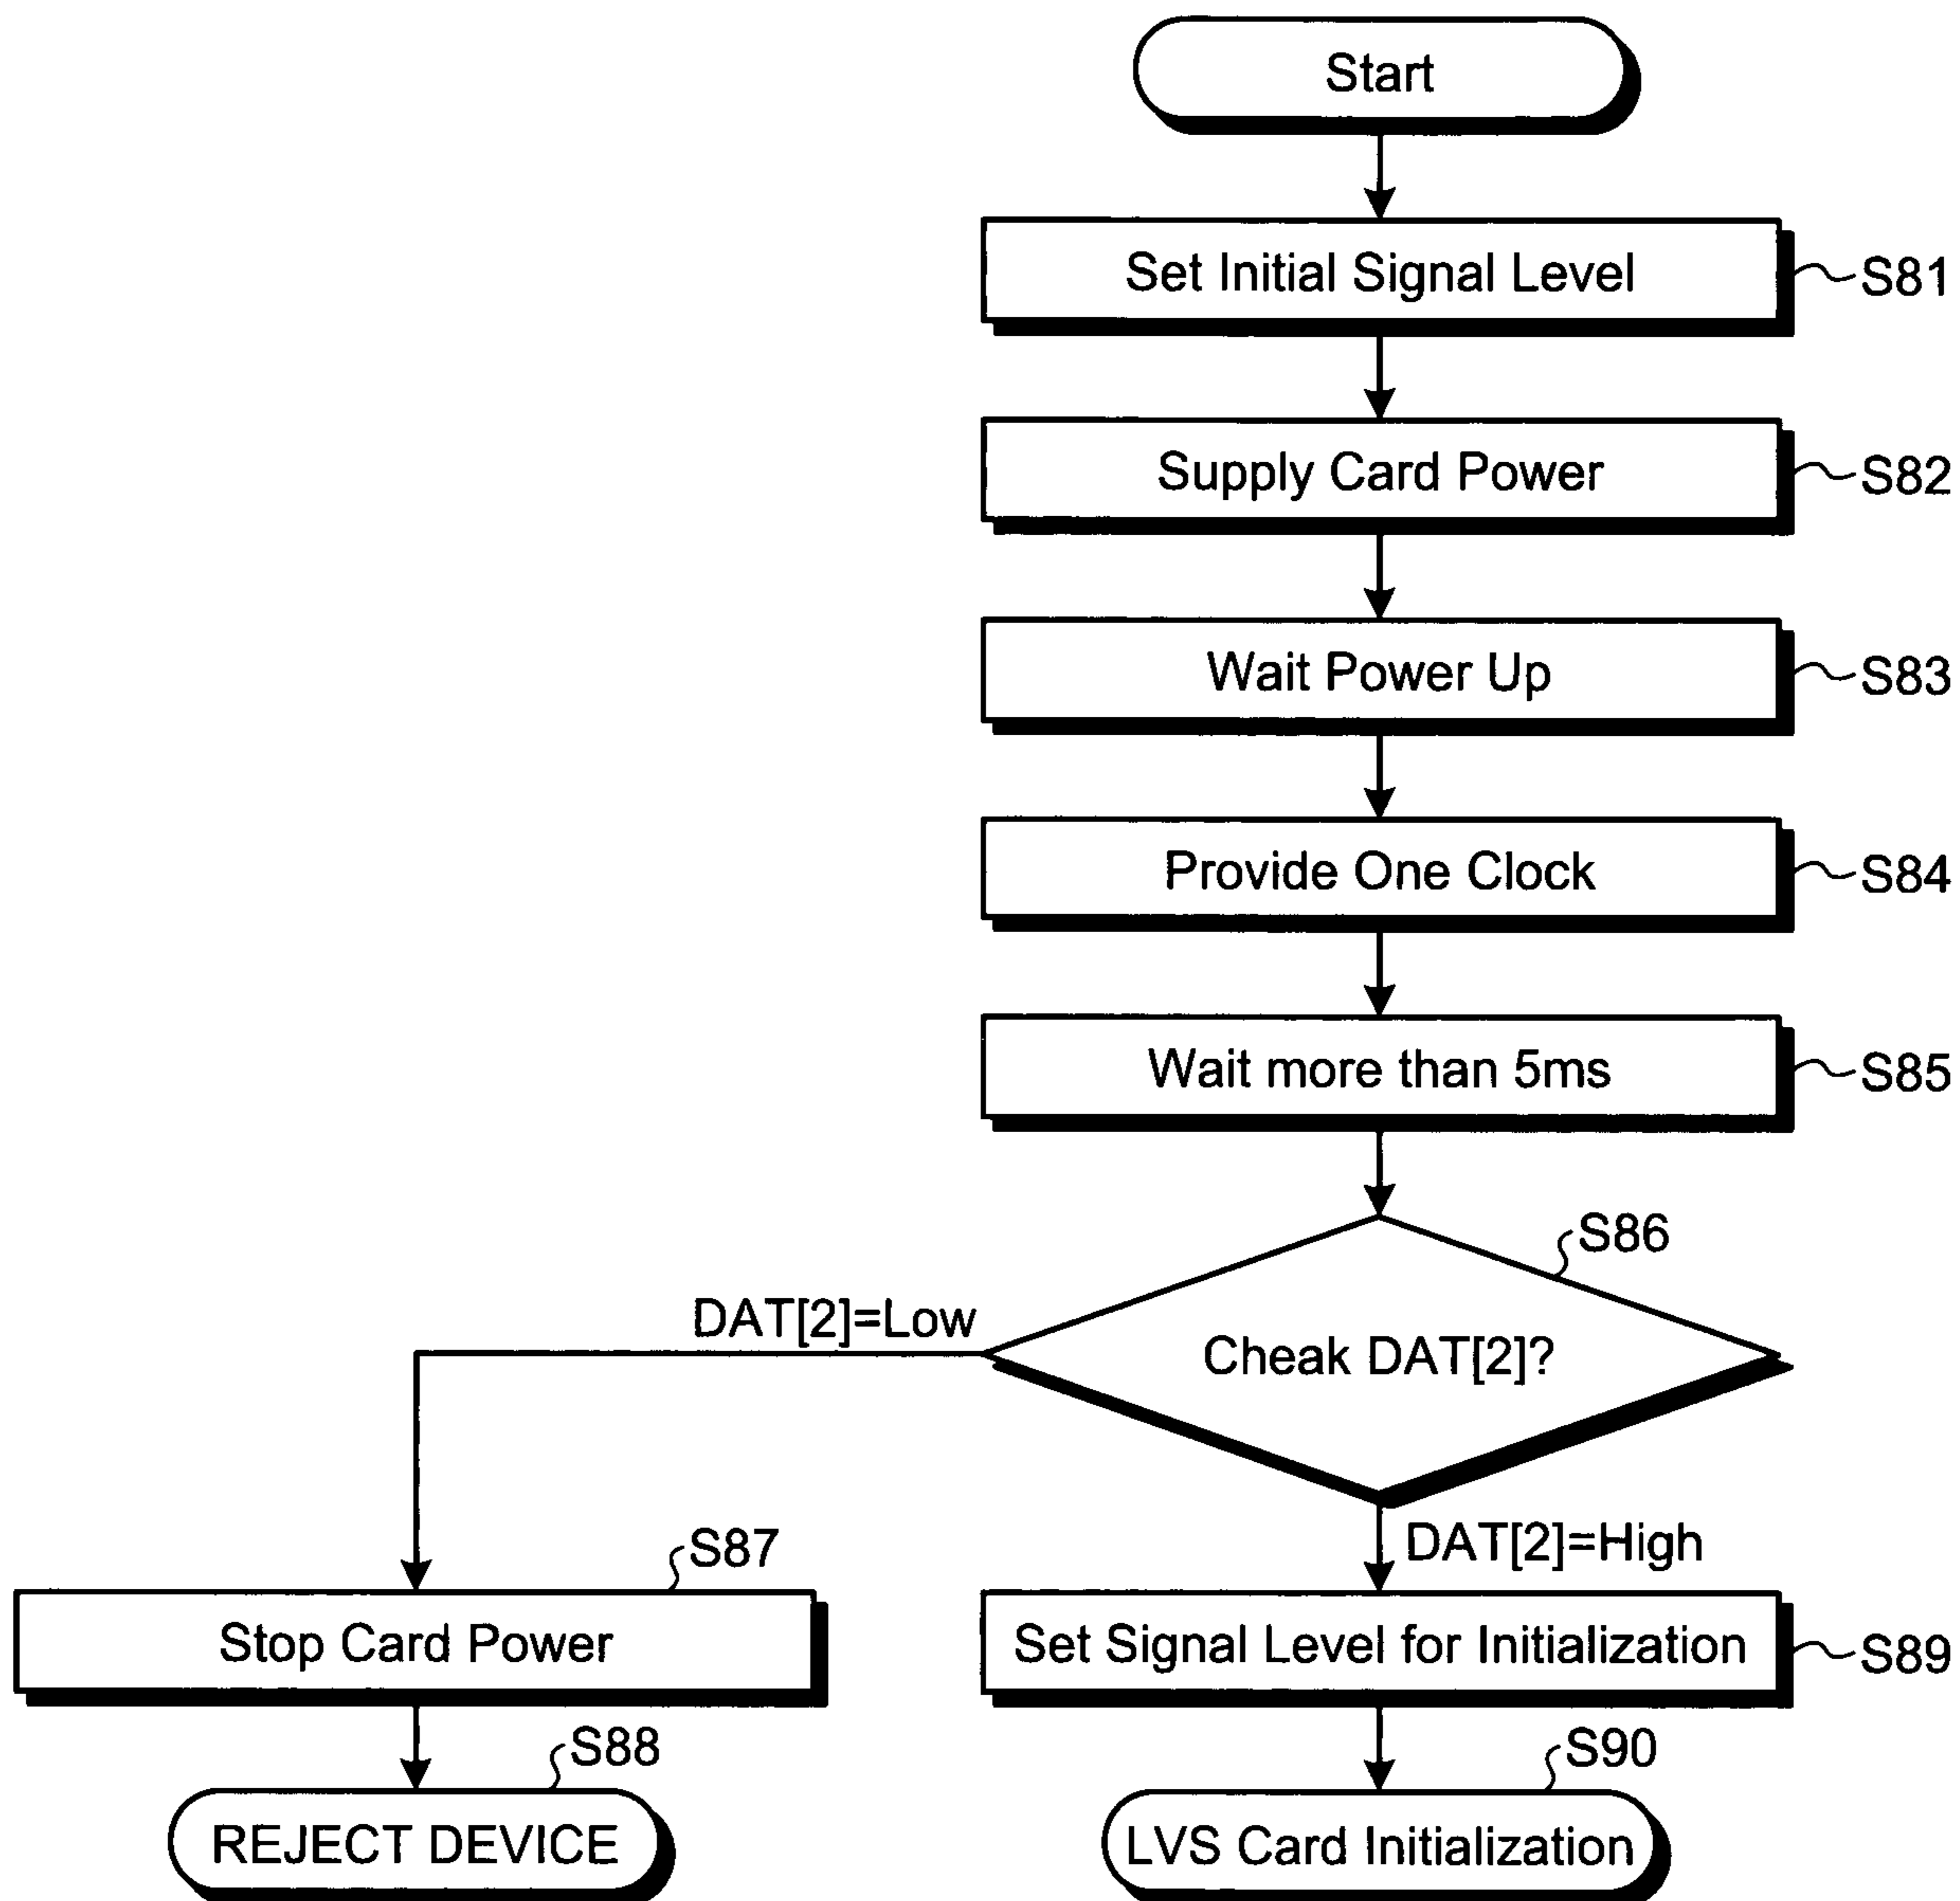 Start
Set Initial Signal Level
S81
Supply Card Power
S82
Wait Power Up
S83
Provide One Clock
S84
Wait more than 5ms
S85
S86
DAT[2]=Low
Cheak DAT[2]?
DAT[2]=High
S87
Stop Card Power
Set Signal Level for Initialization
S89
S88
S90
REJECT DEVICE
LVS Card Initialization